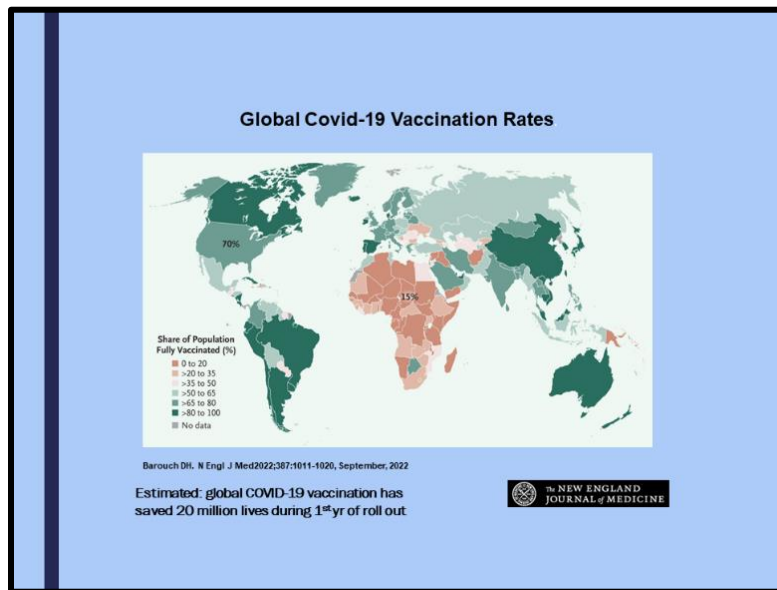 Global Covid-19 Vaccination Rates
70%
15%
Share of Population
Fully Vaccinated (%)
0 to 20
>20 to 35
>35 to 50
>50 to 65
>65 to 80
>80 to 100
No data
Barouch DH. N Engl J Med2022;387:1011-1020, September, 2022
Estimated: global COVID-19 vaccination has
saved 20 million lives during 1st yr of roll out
The NEW ENGLAND
JOURNAL of MEDICINE